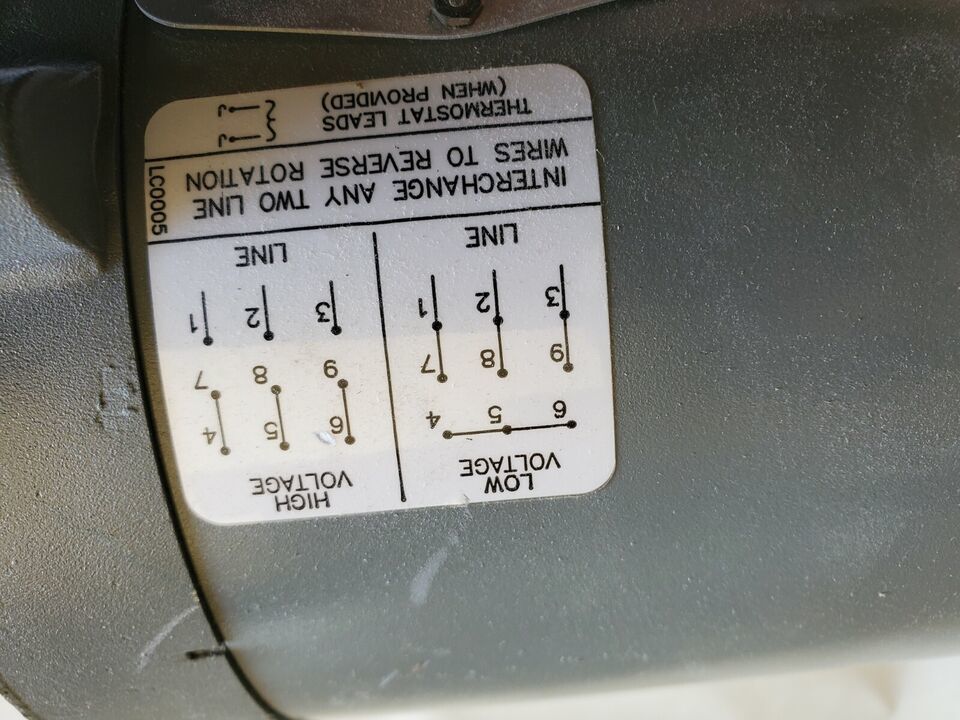 LOW
VOLTAGE
6 5 4
9 8 7
3 2 1
LINE
HIGH
VOLTAGE
6 5 4
9 8 7
3 2 1
LINE
INTERCHANGE ANY TWO LINE
WIRES TO REVERSE ROTATION
LC0005
THERMOSTAT LEADS
(WHEN PROVIDED)
J
J